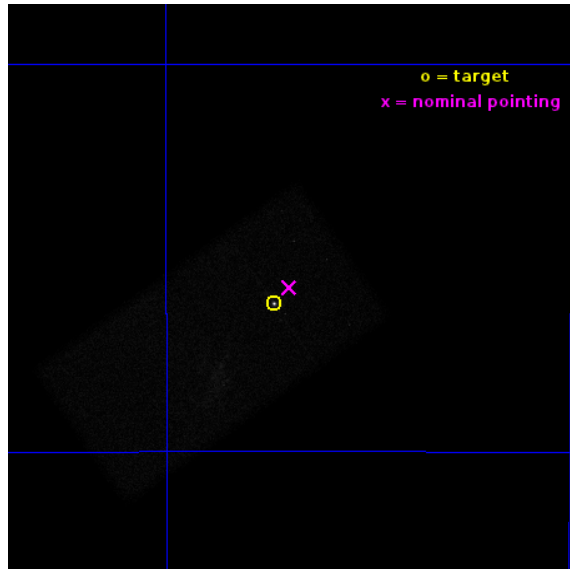 o = target
x = nominal pointing